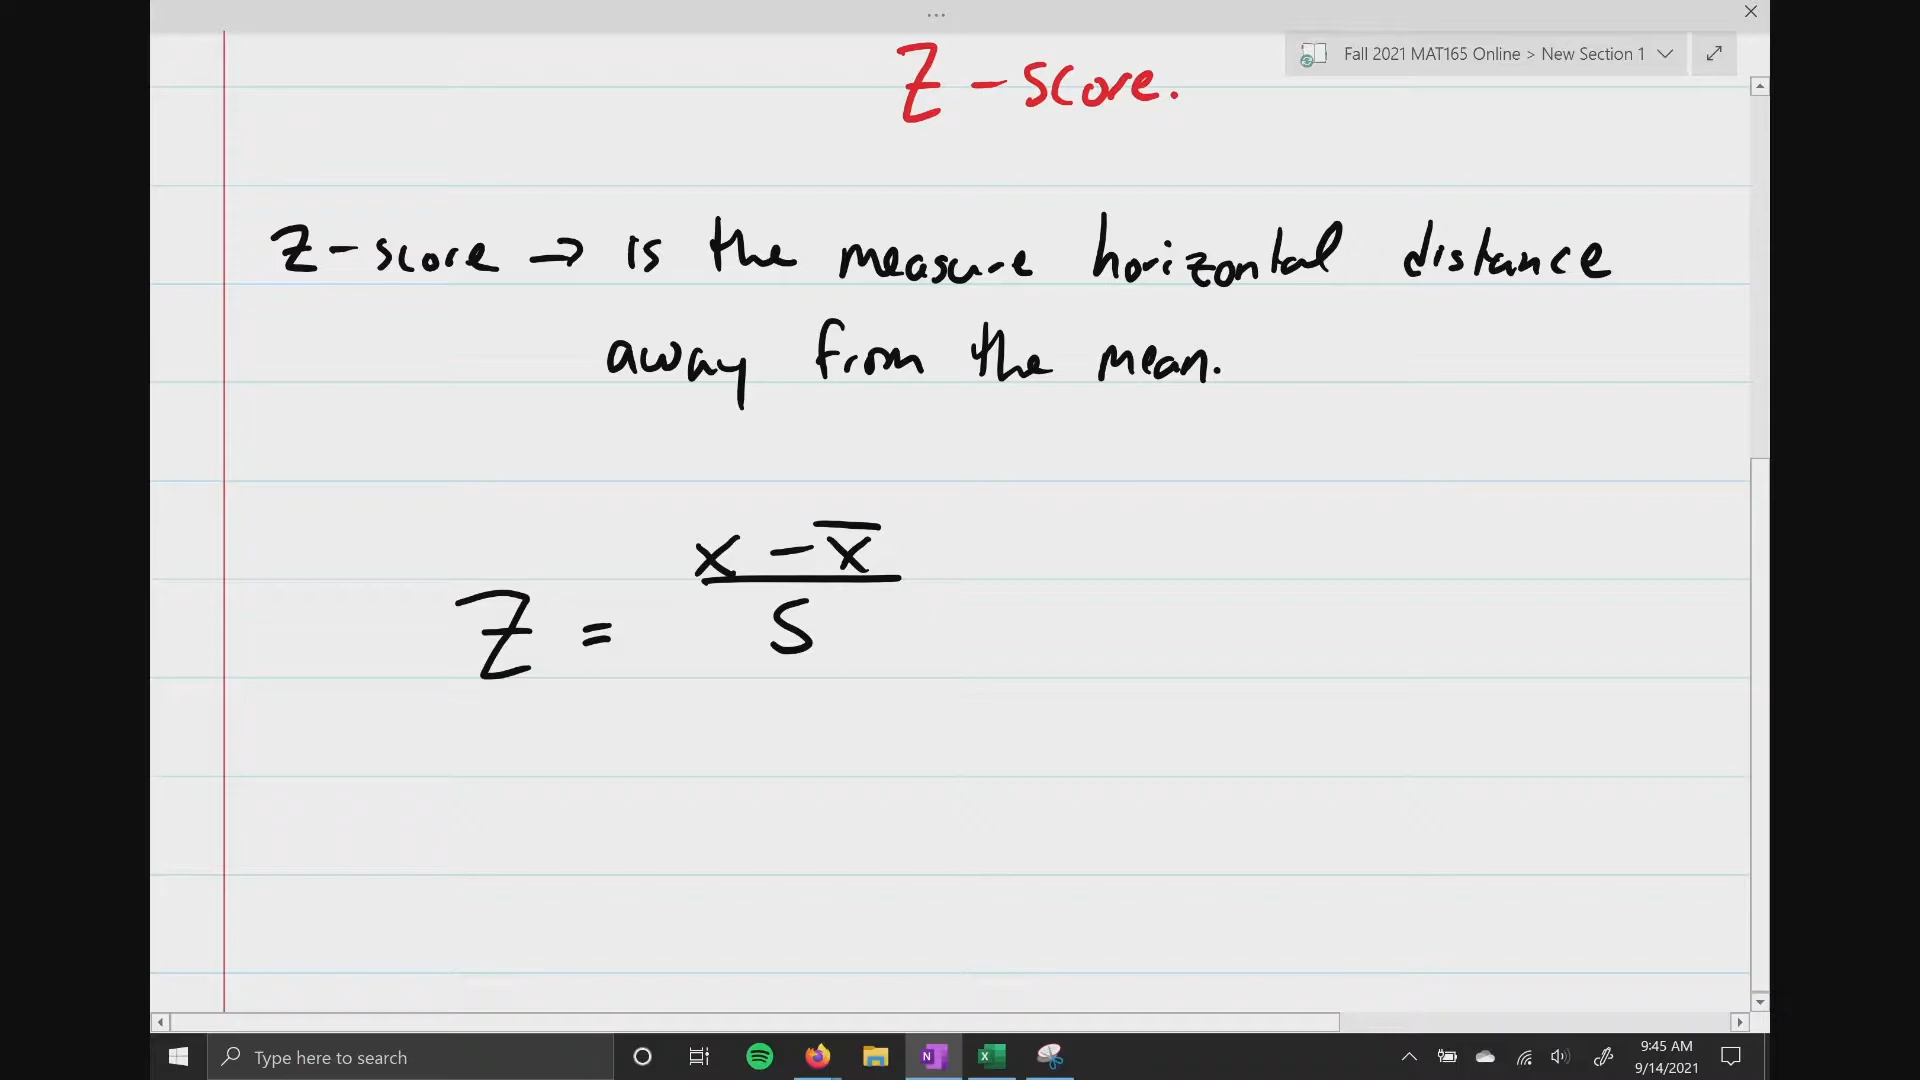 ...
Fall 2021 MAT165 Online > New Section 1
Z-score.
Z-score → is the measure horizontal distance
away from the mean.
x - x̅
Z =
S
Type here to search
N
X
9:45 AM
9/14/2021